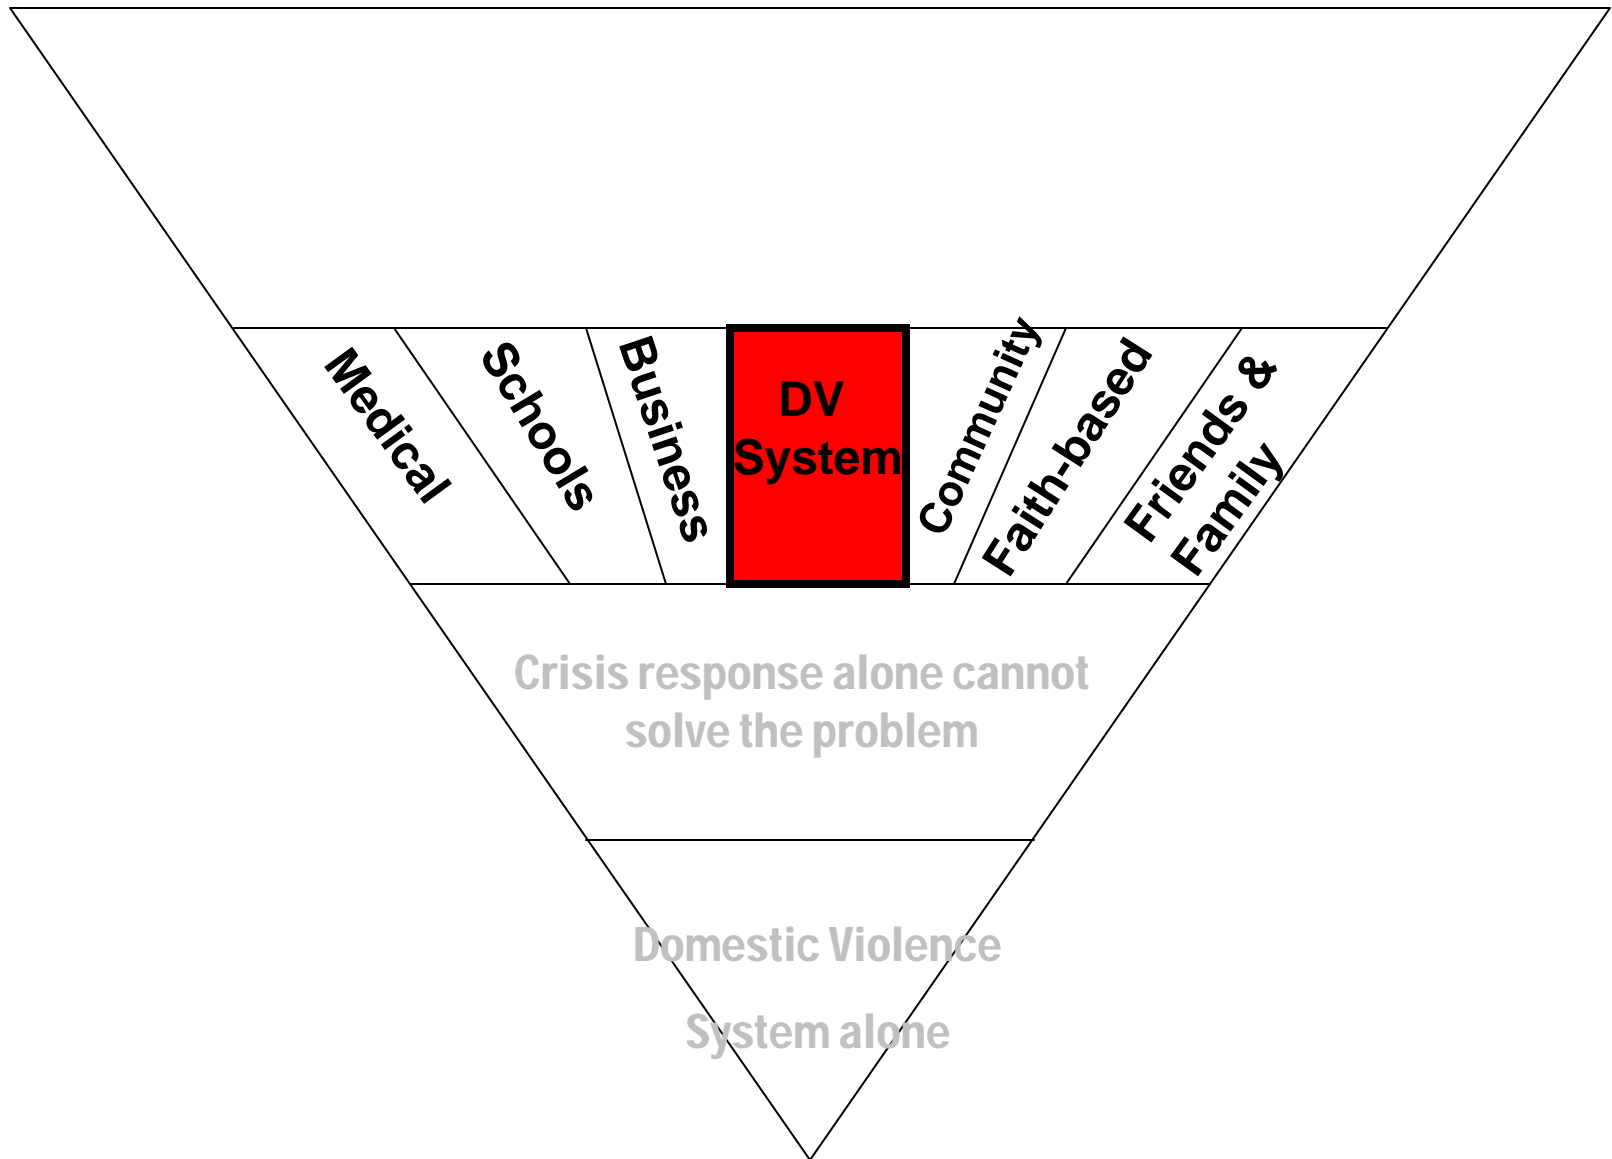 Medical
Schools
Business
DV
System
Community
Faith-based
Friends &
Family
Crisis response alone cannot
solve the problem
Domestic Violence
System alone